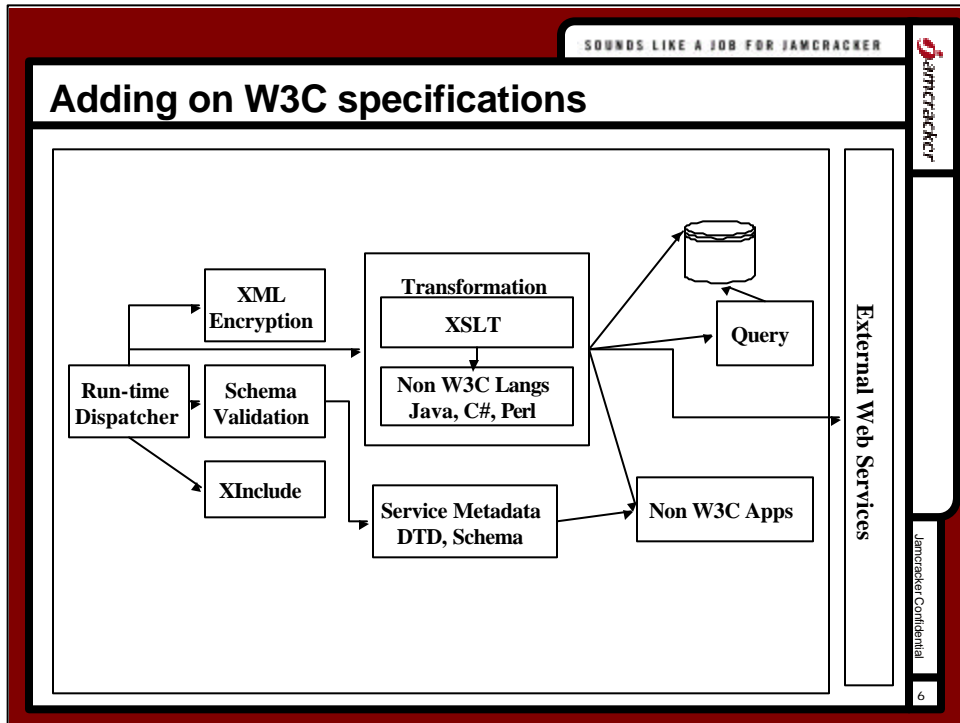 SOUNDS LIKE A JOB FOR JAMCRACKER
Jamcracker
Adding on W3C specifications
XML
Encryption
Transformation
XSLT
Query
Run-time
Dispatcher
Schema
Validation
Non W3C Langs
Java, C#, Perl
XInclude
Service Metadata
DTD, Schema
Non W3C Apps
External Web Services
Jamcracker Confidential
6